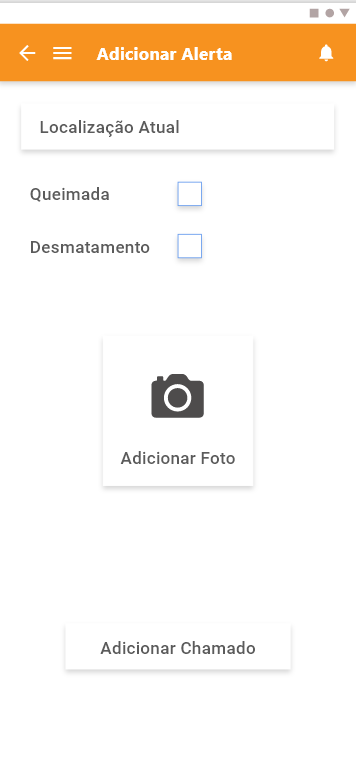 Adicionar Alerta
Localização Atual
Queimada
Desmatamento
Adicionar Foto
Adicionar Chamado